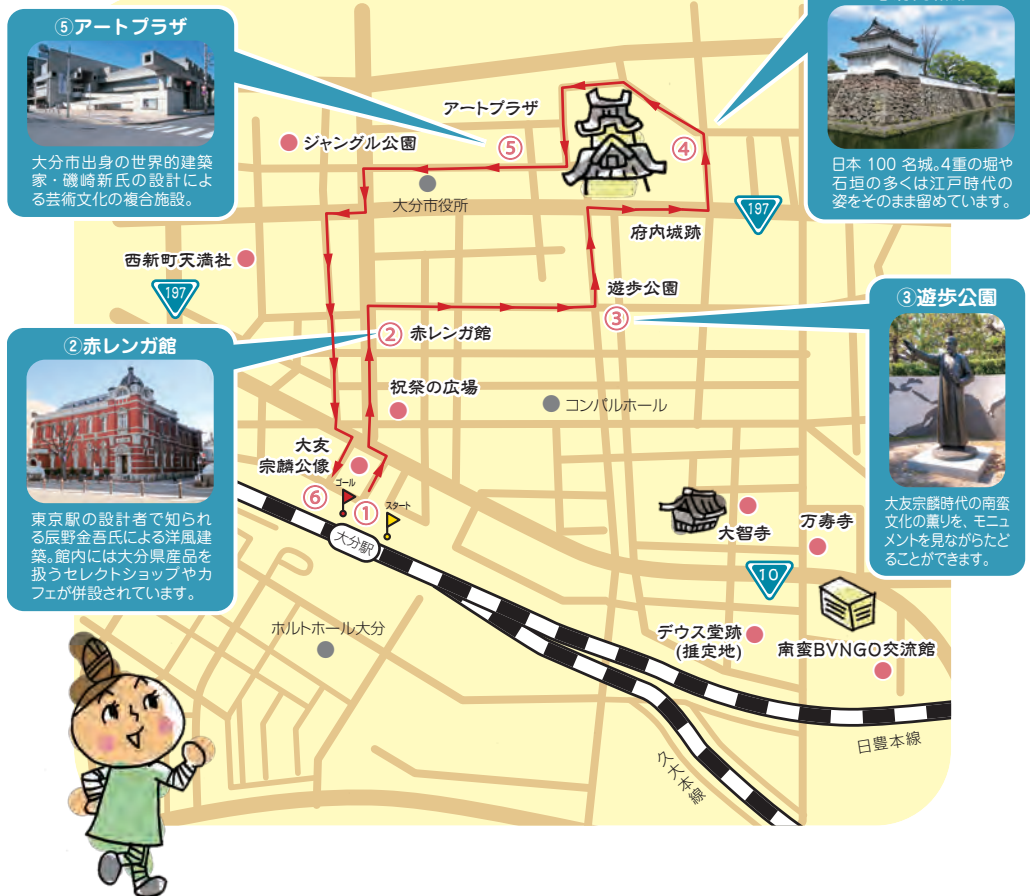 ⑤アートプラザ
大分市出身の世界的建築
家・磯崎新氏の設計によ
る芸術文化の複合施設。
日本 100 名城。4重の堀や
石垣の多くは江戸時代の
姿をそのまま留めています。
アートプラザ
⑤
④
ジャングル公園
大分市役所
197
府内城跡
西新町天満社
197
遊歩公園
③
③遊歩公園
大友宗麟時代の南蛮
文化の薫りを、モニュ
メントを見ながらたど
ることができます。
②赤レンガ館
東京駅の設計者で知られ
る辰野金吾氏による洋風建
築。館内には大分県産品を
扱うセレクトショップやカ
フェが併設されています。
②
赤レンガ館
祝祭の広場
コンパルホール
大友
宗麟公像
ゴール
⑥
①
スタート
大分駅
大智寺
万寿寺
10
ホルトホール大分
デウス堂跡
(推定地)
南蛮BVNGO交流館
日豊本線
久大本線